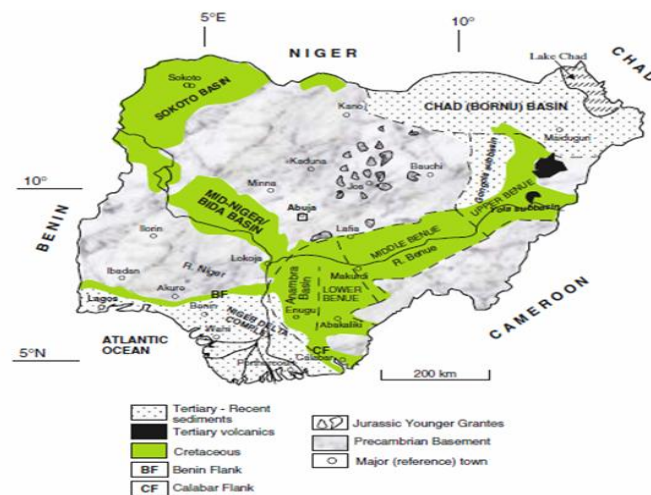 5°E
NIGER
10°
Lake Chad
CHAD
Sokoto
SOKOTO BASIN
Kano
CHAD (BORNU) BASIN
Maiduguri
Kaduna
Bauchi
Gongola subbasin
10°
Minna
Jos
UPPER BENUE
Yola subbasin
BENIN
MID-NIGER/
BIDA BASIN
Abuja
Ilorin
Lafia
MIDDLE BENUE
R. Benue
Lokoja
Ibadan
R. Niger
Makurdi
Anambra
Basin
LOWER
BENUE
CAMEROON
Akure
Lagos
BF
Benin
Enugu
NIGER DELTA
COMPLEX
Abakaliki
ATLANTIC
OCEAN
CF
Calabar
5°N
200 km
Tertiary - Recent
sediments
Tertiary volcanics
Cretaceous
BF Benin Flank
CF Calabar Flank
Jurassic Younger Grantes
Precambrian Basement
Major (reference) town